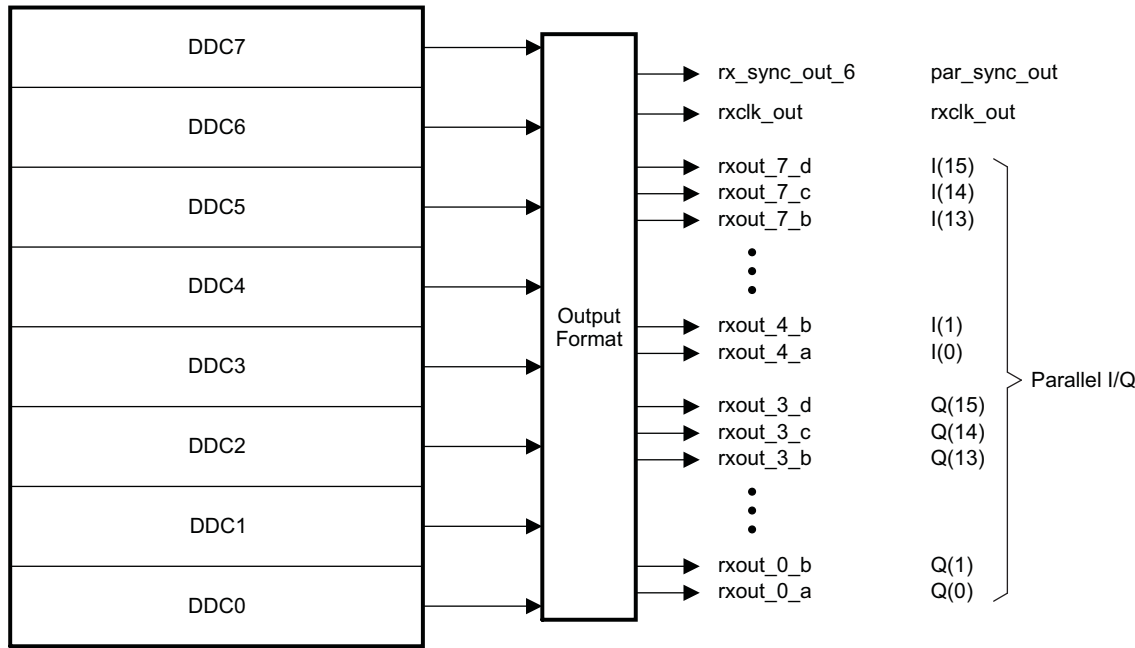 DDC7
DDC6
DDC5
DDC4
DDC3
DDC2
DDC1
DDC0
Output
Format
rx_sync_out_6 par_sync_out
rxclk_out rxclk_out
rxout_7_d I(15)
rxout_7_c I(14)
rxout_7_b I(13)
rxout_4_b I(1)
rxout_4_a I(0)
rxout_3_d Q(15)
rxout_3_c Q(14)
rxout_3_b Q(13)
rxout_0_b Q(1)
rxout_0_a Q(0)
Parallel I/Q